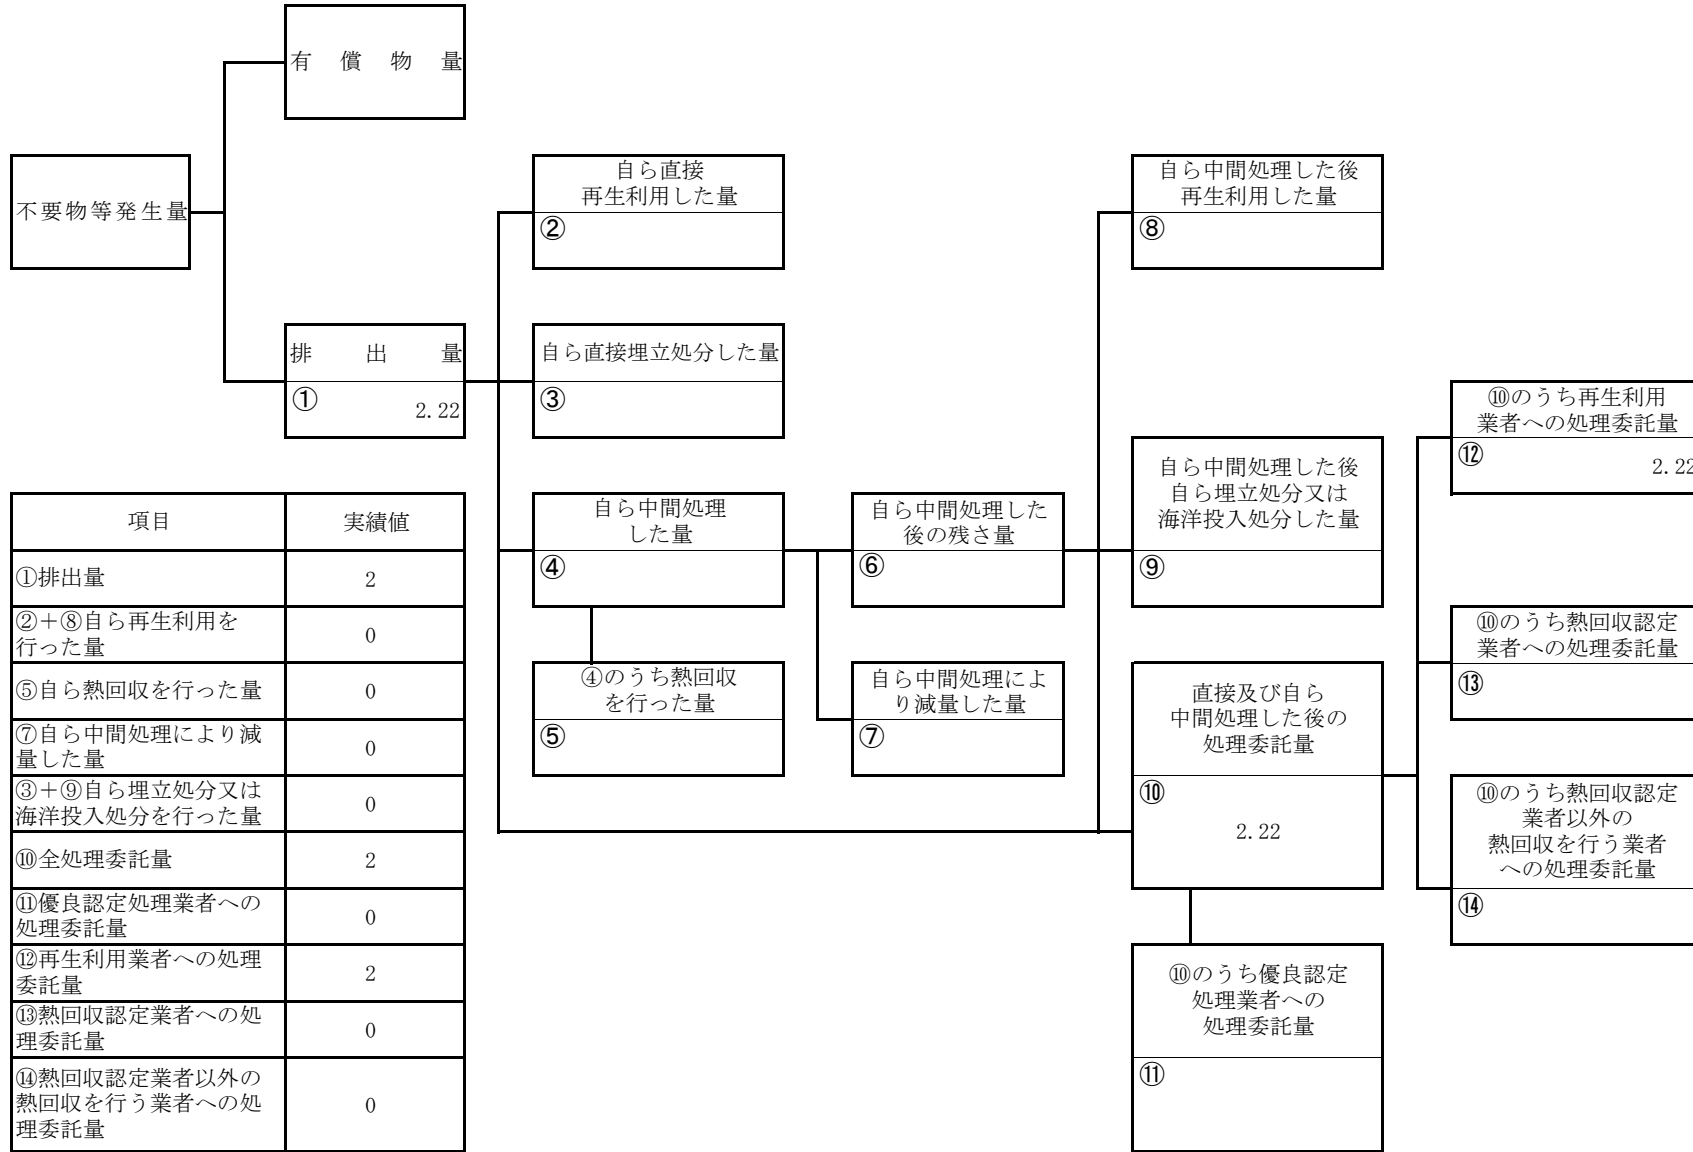 有償物量
不要物等発生量
排出量
①
2.22
自ら直接
再生利用した量
②
自ら直接埋立処分した量
③
自ら中間処理
した量
④
④のうち熱回収
を行った量
⑤
自ら中間処理した
後の残さ量
⑥
自ら中間処理によ
り減量した量
⑦
自ら中間処理した後
再生利用した量
⑧
自ら中間処理した後
自ら埋立処分又は
海洋投入処分した量
⑨
直接及び自ら
中間処理した後の
処理委託量
⑩
2.22
⑩のうち優良認定
処理業者への
処理委託量
⑪
⑩のうち再生利用
業者への処理委託量
⑫
2.22
⑩のうち熱回収認定
業者への処理委託量
⑬
⑩のうち熱回収認定
業者以外の
熱回収を行う業者
への処理委託量
⑭
項目 実績値
①排出量 2
②+⑧自ら再生利用を
行った量 0
⑤自ら熱回収を行った量 0
⑦自ら中間処理により減
量した量 0
③+⑨自ら埋立処分又は
海洋投入処分を行った量 0
⑩全処理委託量 2
⑪優良認定処理業者への
処理委託量 0
⑫再生利用業者への処理
委託量 2
⑬熱回収認定業者への処
理委託量 0
⑭熱回収認定業者以外の
熱回収を行う業者への処
理委託量 0